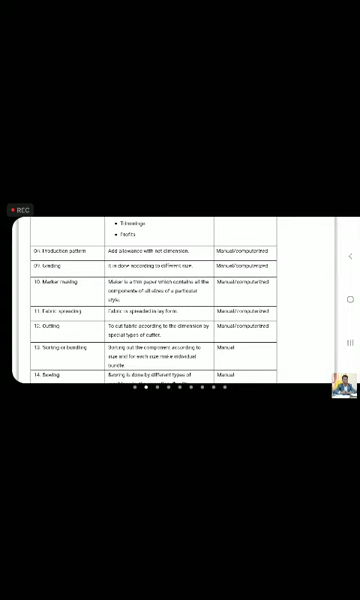 REC
• Trimmings
• Profits
08. Production pattern
Add allowance with net dimension.
Manual/computerized
09. Grading
It is done according to different size.
Manual/computerized
10. Marker making
Marker is a thin paper which contains all the
components of all sizes of a particular
style.
Manual/computerized
11. Fabric spreading
Fabric is spreaded in lay form.
Manual/computerized
12. Cutting
To cut fabric according to the dimension by
special types of cutter.
Manual/computerized
13. Sorting or bundling
Sorting out the component according to
size and for each size make individual
bundle.
Manual
14. Sewing
Sewing is done by different types of
Manual